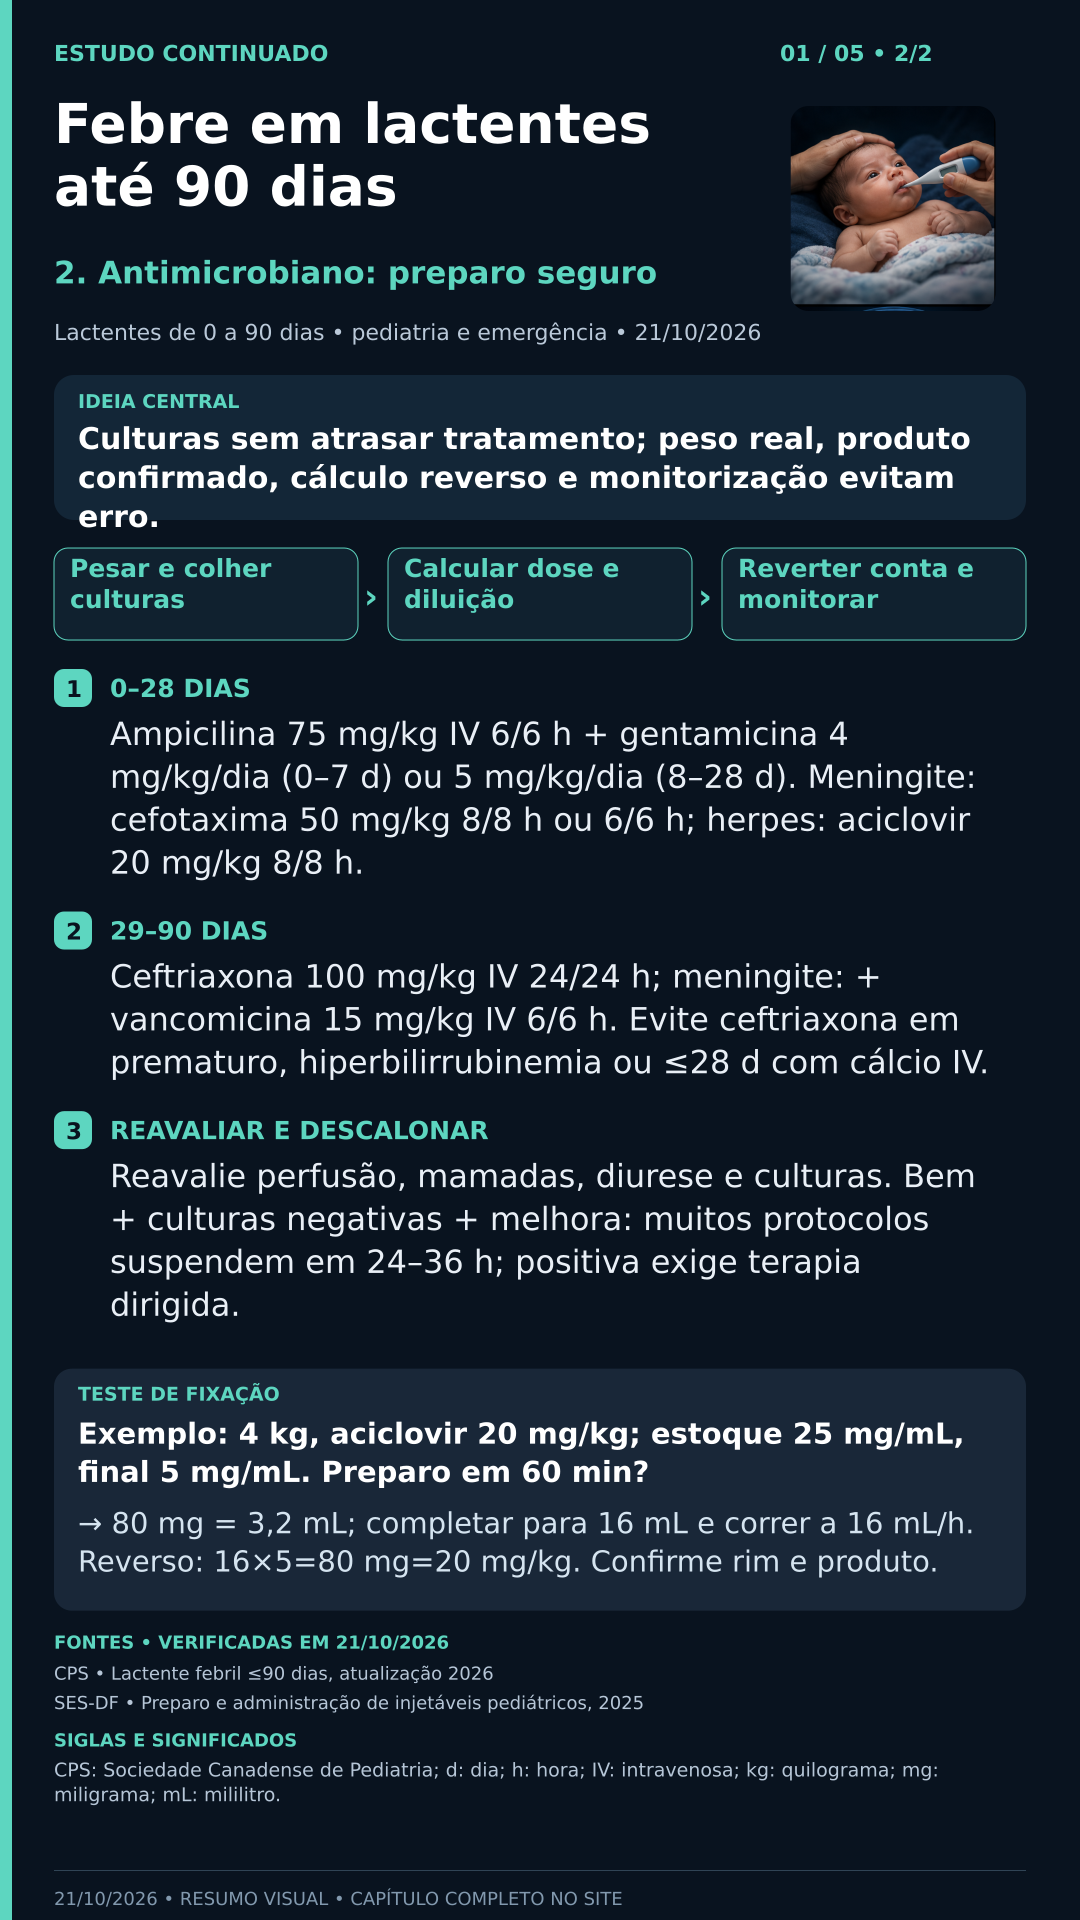 ESTUDO CONTINUADO
01 / 05 • 2/2
Febre em lactentes
até 90 dias
2. Antimicrobiano: preparo seguro
Lactentes de 0 a 90 dias • pediatria e emergência • 21/10/2026
IDEIA CENTRAL
Culturas sem atrasar tratamento; peso real, produto
confirmado, cálculo reverso e monitorização evitam
erro.
Pesar e colher
culturas
›
Calcular dose e
diluição
›
Reverter conta e
monitorar
1 0–28 DIAS
Ampicilina 75 mg/kg IV 6/6 h + gentamicina 4
mg/kg/dia (0–7 d) ou 5 mg/kg/dia (8–28 d). Meningite:
cefotaxima 50 mg/kg 8/8 h ou 6/6 h; herpes: aciclovir
20 mg/kg 8/8 h.
2 29–90 DIAS
Ceftriaxona 100 mg/kg IV 24/24 h; meningite: +
vancomicina 15 mg/kg IV 6/6 h. Evite ceftriaxona em
prematuro, hiperbilirrubinemia ou ≤28 d com cálcio IV.
3 REAVALIAR E DESCALONAR
Reavalie perfusão, mamadas, diurese e culturas. Bem
+ culturas negativas + melhora: muitos protocolos
suspendem em 24–36 h; positiva exige terapia
dirigida.
TESTE DE FIXAÇÃO
Exemplo: 4 kg, aciclovir 20 mg/kg; estoque 25 mg/mL,
final 5 mg/mL. Preparo em 60 min?
→ 80 mg = 3,2 mL; completar para 16 mL e correr a 16 mL/h.
Reverso: 16×5=80 mg=20 mg/kg. Confirme rim e produto.
FONTES • VERIFICADAS EM 21/10/2026
CPS • Lactente febril ≤90 dias, atualização 2026
SES-DF • Preparo e administração de injetáveis pediátricos, 2025
SIGLAS E SIGNIFICADOS
CPS: Sociedade Canadense de Pediatria; d: dia; h: hora; IV: intravenosa; kg: quilograma; mg:
miligrama; mL: mililitro.
21/10/2026 • RESUMO VISUAL • CAPÍTULO COMPLETO NO SITE